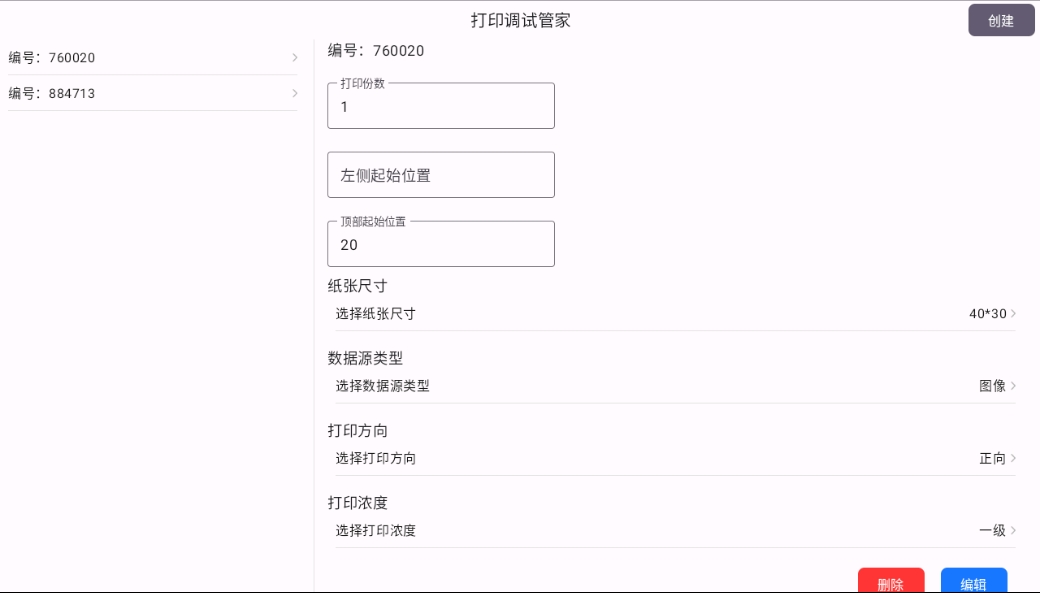 打印调试管家
创建
编号：760020
编号：884713
编号：760020
打印份数
1
左侧起始位置
顶部起始位置
20
纸张尺寸
选择纸张尺寸 40*30
数据源类型
选择数据源类型 图像
打印方向
选择打印方向 正向
打印浓度
选择打印浓度 一级
删除 编辑